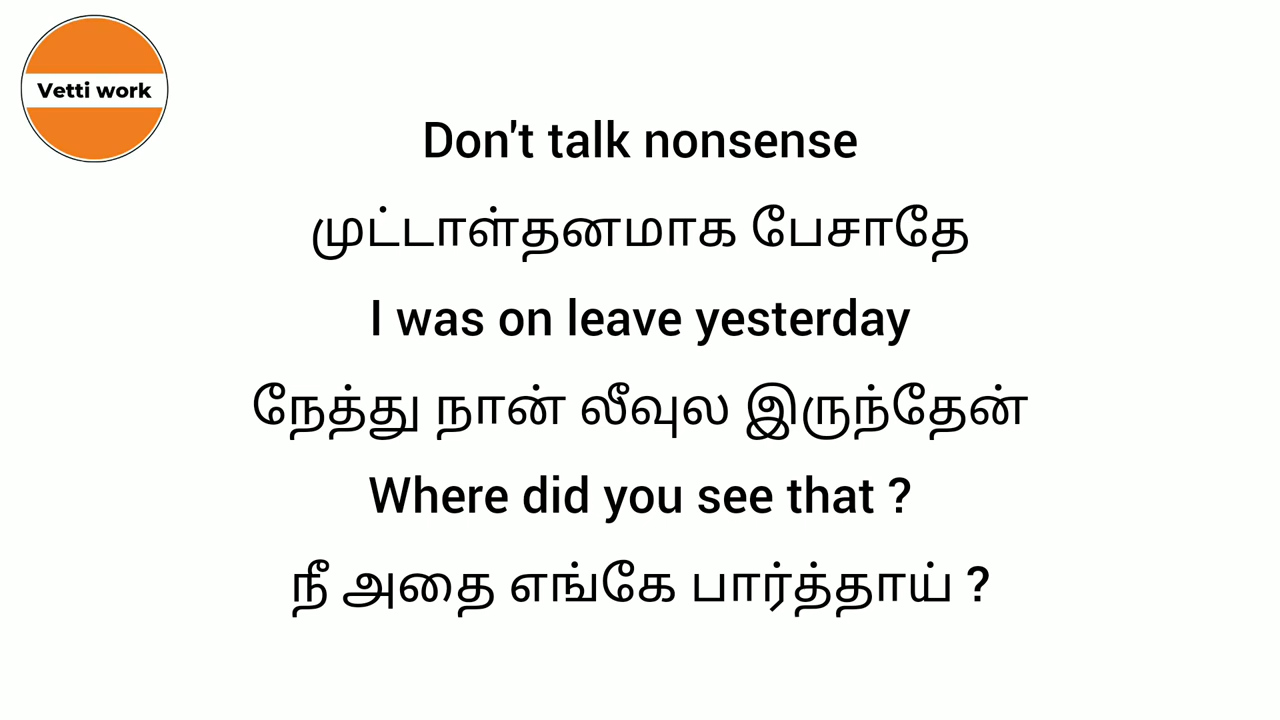 Vetti work
Don't talk nonsense
முட்டாள்தனமாக பேசாதே
I was on leave yesterday
நேத்து நான் லீவுல இருந்தேன்
Where did you see that ?
நீ அதை எங்கே பார்த்தாய் ?